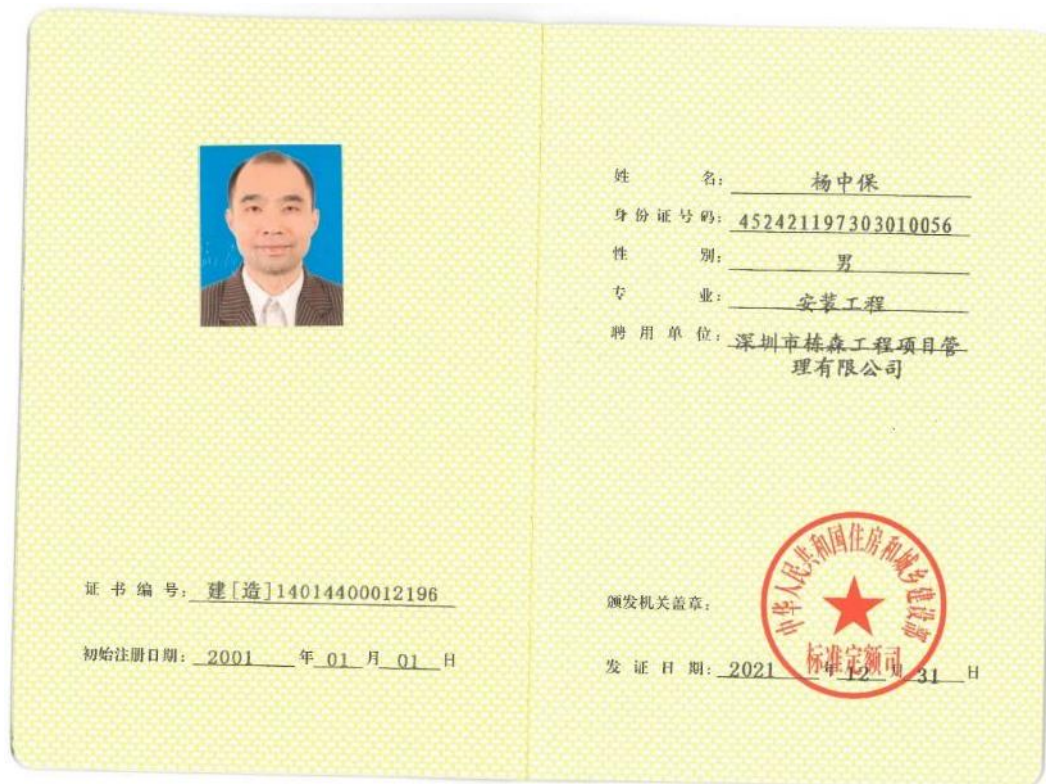 姓 名: 杨中保
身份证号码: 452421197303010056
性 别: 男
专 业: 安装工程
聘用单位: 深圳市栋森工程项目管
理有限公司
证书编号: 建[造]14014400012196
初始注册日期: 2001 年 01 月 01 日
中华人民共和国住房和城乡建设部
标准定额司
颁发机关盖章:
发证日期: 2021 年 12 月 31 日